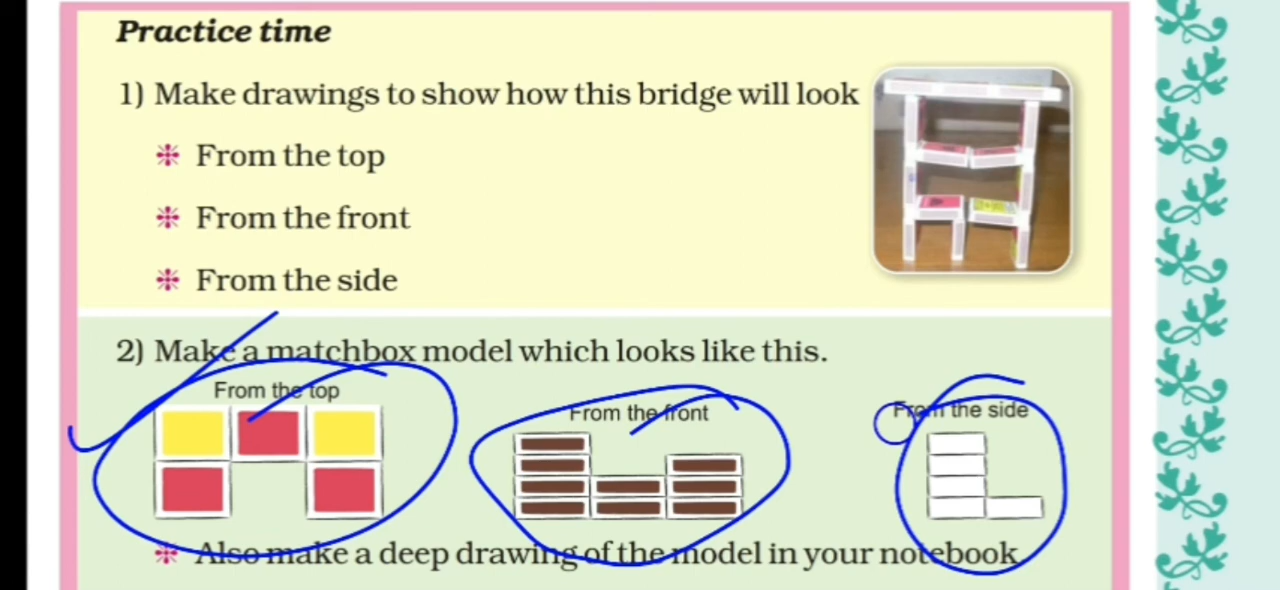 Practice time
1) Make drawings to show how this bridge will look
From the top
From the front
From the side
2) Make a matchbox model which looks like this.
From the top
From the front
From the side
Also make a deep drawing of the model in your notebook